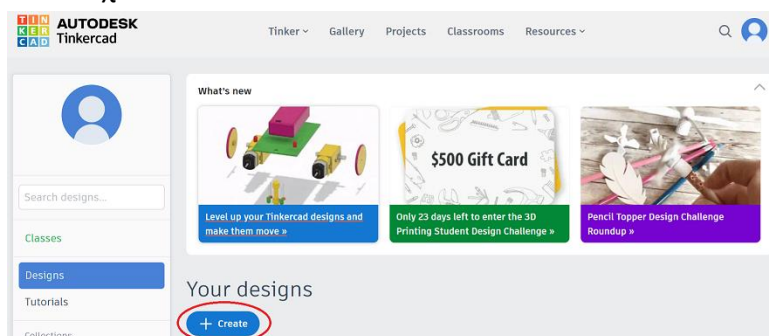 TIN
KER
CAD
AUTODESK
Tinkercad
Tinker Gallery Projects Classrooms Resources
What's new
$500 Gift Card
Level up your Tinkercad designs and
make them move »
Only 23 days left to enter the 3D
Printing Student Design Challenge »
Pencil Topper Design Challenge
Roundup »
Search designs...
Classes
Designs
Tutorials
Collections
Your designs
+ Create